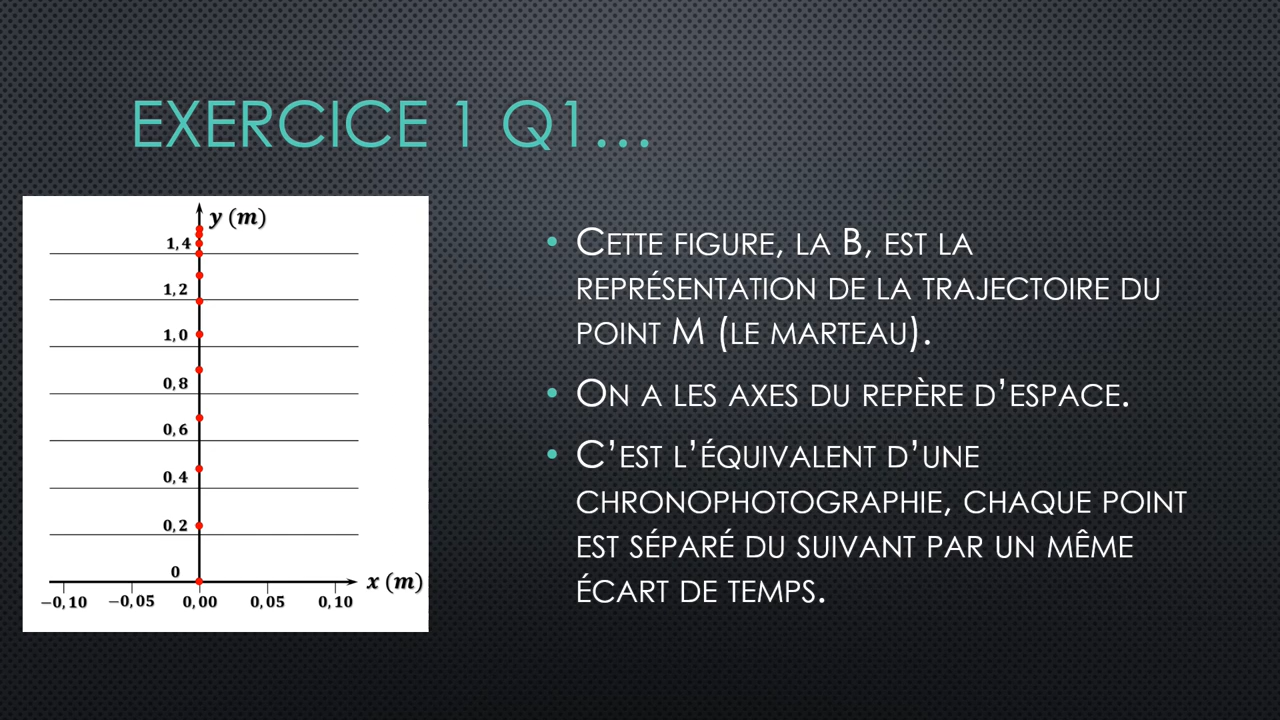 EXERCICE 1 Q1...
y (m)
1,4
1,2
1,0
0,8
0,6
0,4
0,2
0
x (m)
−0,10 −0,05 0,00 0,05 0,10
• CETTE FIGURE, LA B, EST LA
REPRÉSENTATION DE LA TRAJECTOIRE DU
POINT M (LE MARTEAU).
• ON A LES AXES DU REPÈRE D’ESPACE.
• C’EST L’ÉQUIVALENT D’UNE
CHRONOPHOTOGRAPHIE, CHAQUE POINT
EST SÉPARÉ DU SUIVANT PAR UN MÊME
ÉCART DE TEMPS.